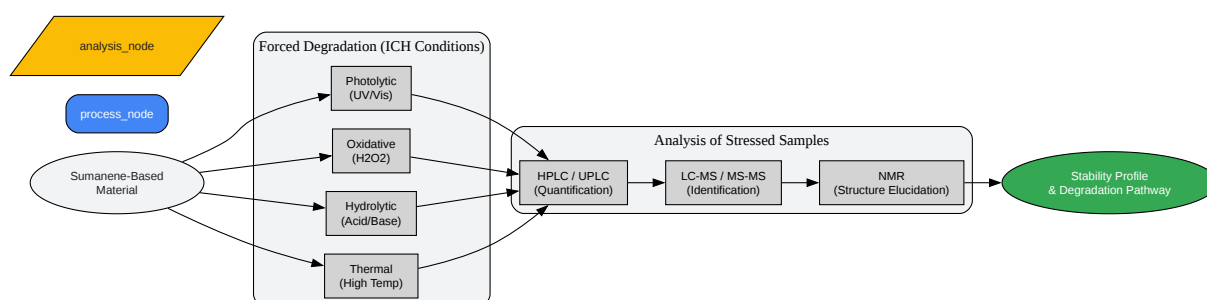 analysis_node
process_node
Sumanene-Based
Material
Forced Degradation (ICH Conditions)
Photolytic
(UV/Vis)
Oxidative
(H2O2)
Hydrolytic
(Acid/Base)
Thermal
(High Temp)
Analysis of Stressed Samples
HPLC / UPLC
(Quantification)
LC-MS / MS-MS
(Identification)
NMR
(Structure Elucidation)
Stability Profile
& Degradation Pathway